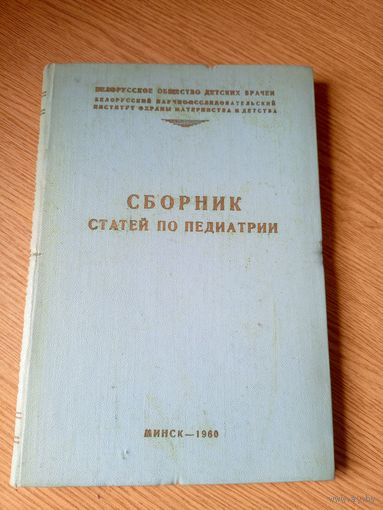 БЕЛОРУССКОЕ ОБЩЕСТВО ДЕТСКИХ ВРАЧЕЙ
БЕЛОРУССКИЙ НАУЧНО-ИССЛЕДОВАТЕЛЬСКИЙ
ИНСТИТУТ ОХРАНЫ МАТЕРИНСТВА И ДЕТСТВА
СБОРНИК
СТАТЕЙ ПО ПЕДИАТРИИ
МИНСК—1960